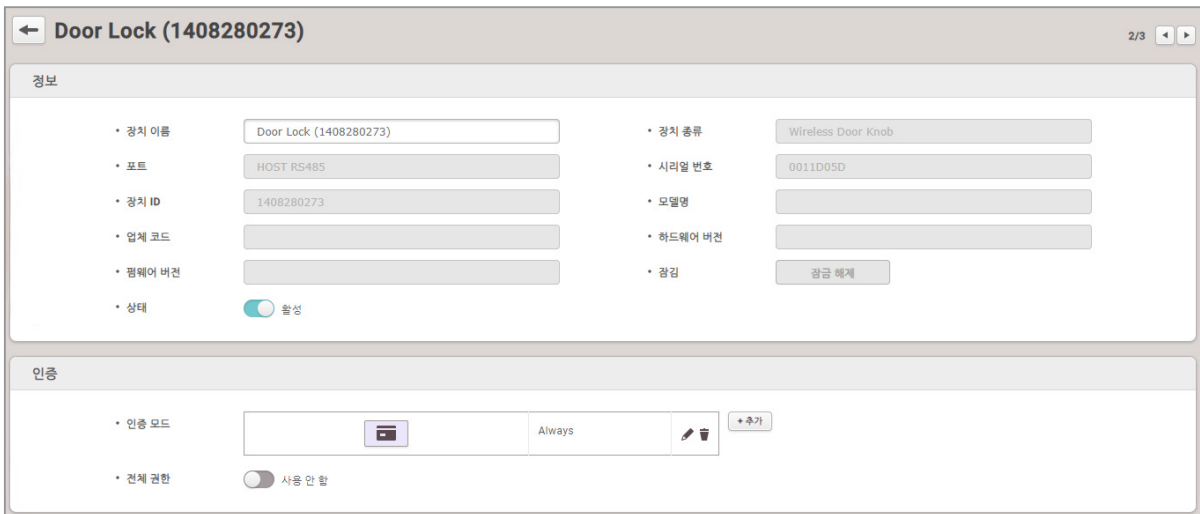 Door Lock (1408280273)
2/3
정보
• 장치 이름 Door Lock (1408280273) • 장치 종류 Wireless Door Knob
• 포트 HOST RS485 • 시리얼 번호 0011D05D
• 장치 ID 1408280273 • 모델명
• 업체 코드 • 하드웨어 버전
• 펌웨어 버전 • 잠김 잠금 해제
• 상태 활성
인증
• 인증 모드 Always + 추가
• 전체 권한 사용 안 함